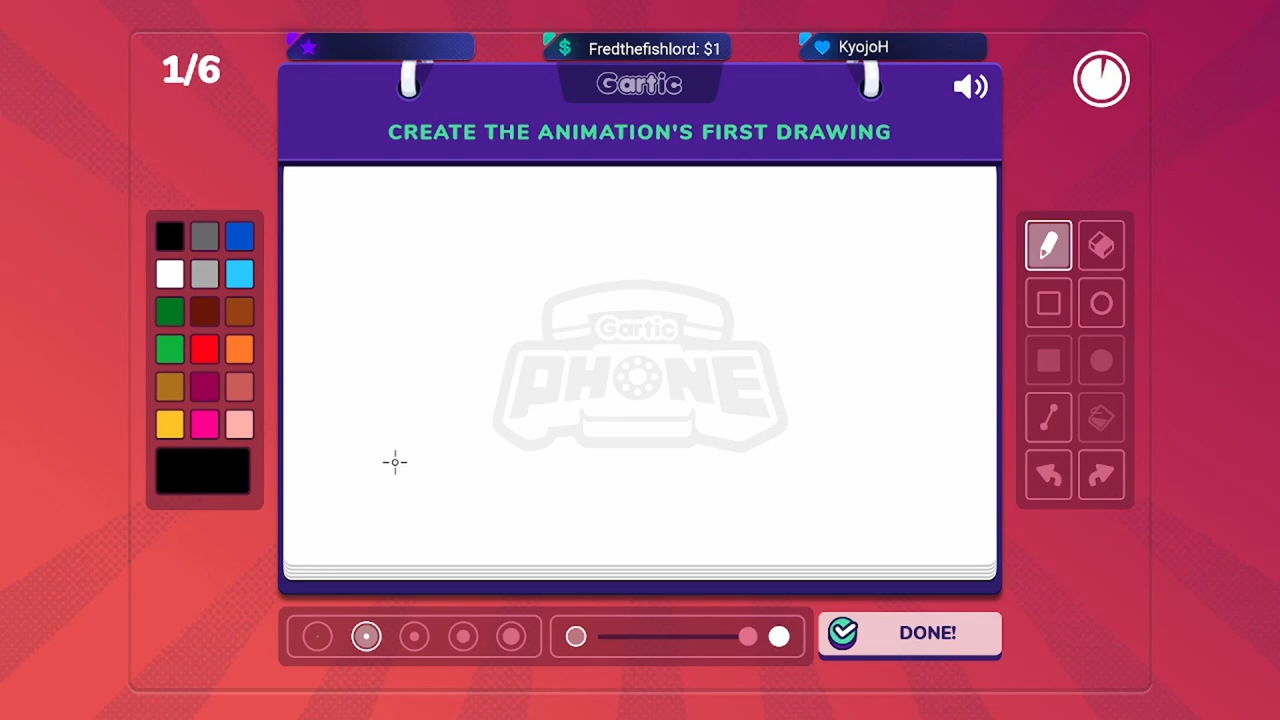 1/6
Fredthefishlord: $1
KyojoH
Gartic
CREATE THE ANIMATION'S FIRST DRAWING
Gartic
PHONE
DONE!